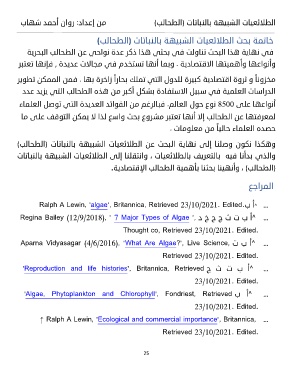 الطلائعيات الشبيهة بالنباتات (الطحالب) من إعداد: روان أحمد شهاب
خاتمة بحث الطلائعيات الشبيهة بالنباتات (الطحالب)
في نهاية هذا البحث تناولت في بحثي هذا ذكر عدة نواحي عن الطحالب البحرية
وأنواعها وأهميتها الاقتصادية . وبما أنها تستخدم في مجالات عديدة , فإنها تعتبر
مخزوناً و ثروة اقتصادية كبيرة للدول التي تملك بحاراً زاخرة بها . فمن الممكن تطوير
الدراسات العلمية في سبيل الاستفادة بشكل أكبر من هذه الطحالب التي يزيد عدد
أنواعها على 8500 نوع حول العالم. فبالرغم من الفوائد العديدة التي توصل العلماء
لمعرفتها عن الطحالب إلا أنها تعتبر مشروع بحث واسع لذا لا يمكن التوقف على ما
حصده العلماء حالياً من معلومات .
وهكذا نكون وصلنا إلى نهاية البحث عن الطلائعيات الشبيهة بالنباتات (الطحالب)
والذي بدأنا فيه بالتعريف بالطلائعيات , وانتقلنا إلى الطلائعيات الشبيهة بالنباتات
(الطحالب) , وأنهينا بحثنا بأهمية الطحالب الإقتصادية.
المراجع
^ أ ب Ralph A Lewin, 'algae', Britannica, Retrieved 23/10/2021. Edited.
^ أ ب ت ث ج ح خ د Regina Bailey (12/9/2018), ' 7 Major Types of Algae ',
Thought co, Retrieved 23/10/2021. Edited.
^ أ ب ت Aparna Vidyasagar (4/6/2016), 'What Are Algae?', Live Science,
Retrieved 23/10/2021. Edited.
^ أ ب ت ث ج 'Reproduction and life histories', Britannica, Retrieved
23/10/2021. Edited.
^ أ ب 'Algae, Phytoplankton and Chlorophyll', Fondriest, Retrieved
23/10/2021. Edited.
↑ Ralph A Lewin, 'Ecological and commercial importance', Britannica,
Retrieved 23/10/2021. Edited.
25